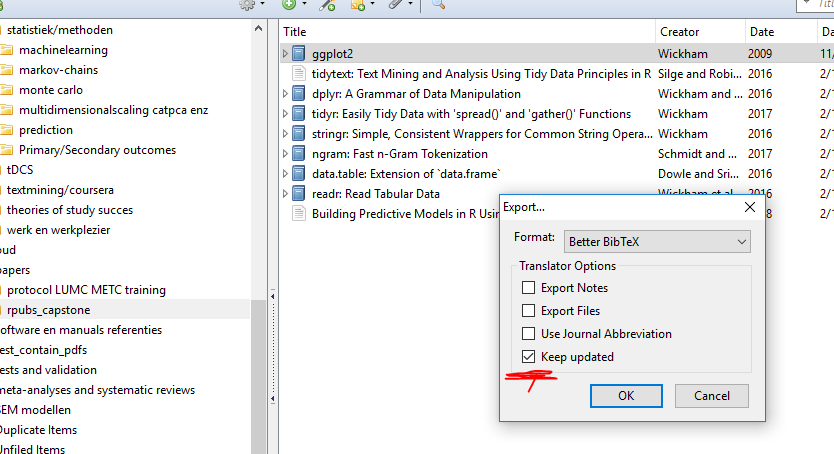 statistiek/methoden
machinelearning
markov-chains
monte carlo
multidimensionalscaling catpca enz
prediction
Primary/Secondary outcomes
tDCS
textmining/coursera
theories of study succes
werk en werkplezier
oud
papers
protocol LUMC METC training
rpubs_capstone
software en manuals referenties
test_contain_pdfs
tests and validation
meta-analyses and systematic reviews
SEM modellen
Duplicate Items
Unfiled Items
Title Creator Date Da
ggplot2 Wickham 2009 11/
tidytext: Text Mining and Analysis Using Tidy Data Principles in R Silge and Robi... 2016 2/1
dplyr: A Grammar of Data Manipulation Wickham and ... 2016 2/1
tidyr: Easily Tidy Data with 'spread()' and 'gather()' Functions Wickham 2017 2/1
stringr: Simple, Consistent Wrappers for Common String Opera... Wickham 2016 2/1
ngram: Fast n-Gram Tokenization Schmidt and ... 2017 2/1
data.table: Extension of `data.frame` Dowle and Sri... 2016 2/1
readr: Read Tabular Data Wickham et al. 2016 2/1
Building Predictive Models in R Usin 8 2/1
Export...
Format: Better BibTeX
Translator Options
Export Notes
Export Files
Use Journal Abbreviation
Keep updated
OK Cancel